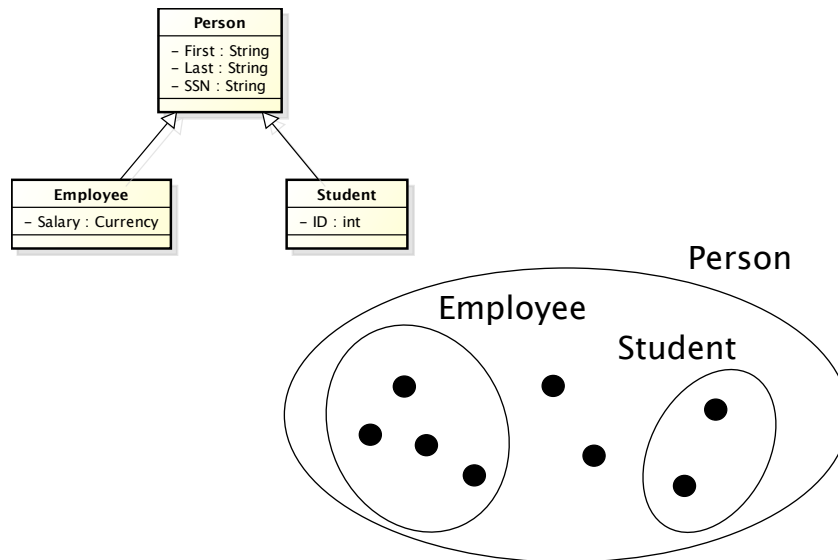 Person
– First : String
– Last : String
– SSN : String
Employee
– Salary : Currency
Student
– ID : int
Person
Employee
Student